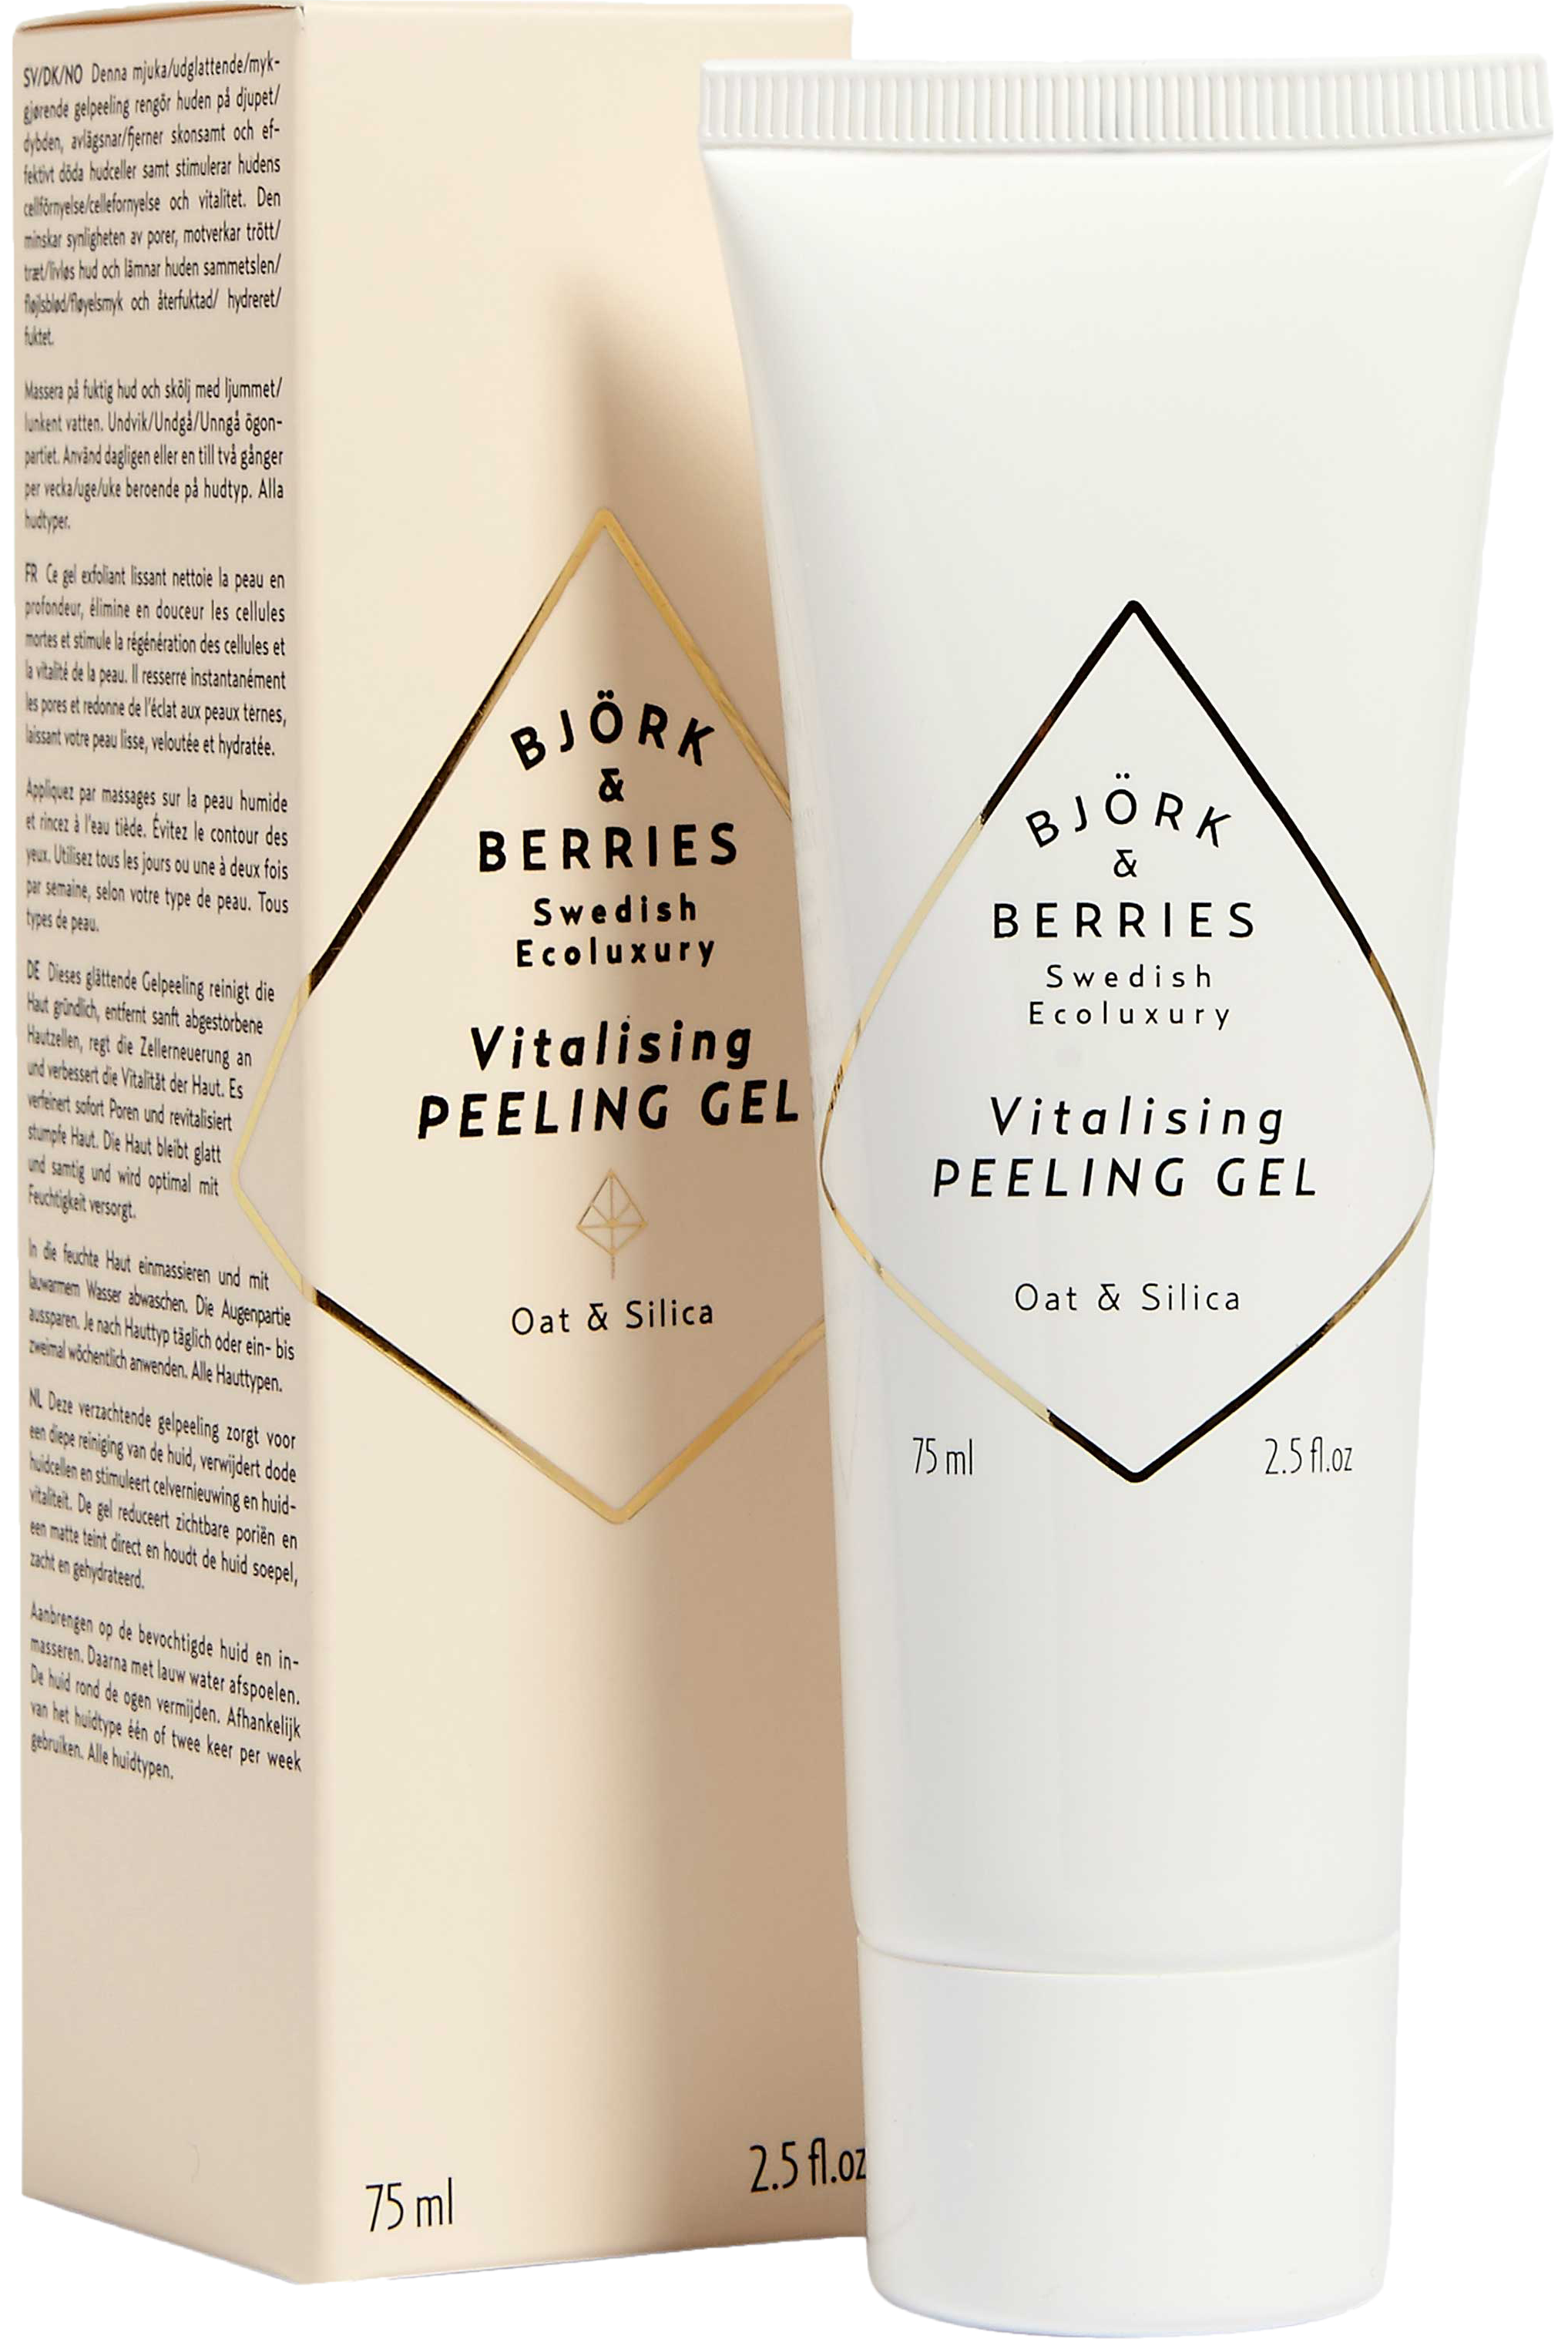 SV/DK/NO Denna mjuka/udglattende/myk-
gjørende gelpeeling rengör huden på djupet/
dybden, avlägsnar/fjerner skonsamt och ef-
fektivt döda hudceller samt stimulerar hudens
cellförnyelse/cellefornyelse och vitalitet. Den
minskar synligheten av porer, motverkar trött/
træt/livløs hud och lämnar huden sammetslen/
fløjlsblød/fløyelsmyk och återfuktad/ hydreret/
fuktet.
Massera på fuktig hud och skölj med ljummet/
lunkent vatten. Undvik/Undgå/Unngå ögon-
partiet. Använd dagligen eller en till två gånger
per vecka/uge/uke beroende på hudtyp. Alla
hudtyper.
FR Ce gel exfoliant lissant nettoie la peau en
profondeur, élimine en douceur les cellules
mortes et stimule la régénération des cellules et
la vitalité de la peau. Il resserre instantanément
les pores et redonne de l'éclat aux peaux ternes,
laissant votre peau lisse, veloutée et hydratée.
Appliquez par massages sur la peau humide
et rincez à l'eau tiède. Évitez le contour des
yeux. Utilisez tous les jours ou une à deux fois
par semaine, selon votre type de peau. Tous
types de peau.
DE Dieses glättende Gelpeeling reinigt die
Haut gründlich, entfernt sanft abgestorbene
Hautzellen, regt die Zellerneuerung an
und verbessert die Vitalität der Haut. Es
verfeinert sofort Poren und revitalisiert
stumpfe Haut. Die Haut bleibt glatt
und samtig und wird optimal mit
Feuchtigkeit versorgt.
In die feuchte Haut einmassieren und mit
lauwarmem Wasser abwaschen. Die Augenpartie
aussparen. Je nach Hauttyp täglich oder ein- bis
zweimal wöchentlich anwenden. Alle Hauttypen.
NL Deze verzachtende gelpeeling zorgt voor
een diepe reiniging van de huid, verwijdert dode
huidcellen en stimuleert celvernieuwing en huid-
vitaliteit. De gel reduceert zichtbare poriën en
een matte teint direct en houdt de huid soepel,
zacht en gehydrateerd.
Aanbrengen op de bevochtigde huid en in-
masseren. Daarna met lauw water afspoelen.
De huid rond de ogen vermijden. Afhankelijk
van het huidtype één of twee keer per week
gebruiken. Alle huidtypen.
BJÖRK
&
BERRIES
Swedish
Ecoluxury
Vitalising
PEELING GEL
Oat & Silica
75 ml
2.5 fl.oz
BJÖRK
&
BERRIES
Swedish
Ecoluxury
Vitalising
PEELING GEL
Oat & Silica
75 ml
2.5 fl.oz